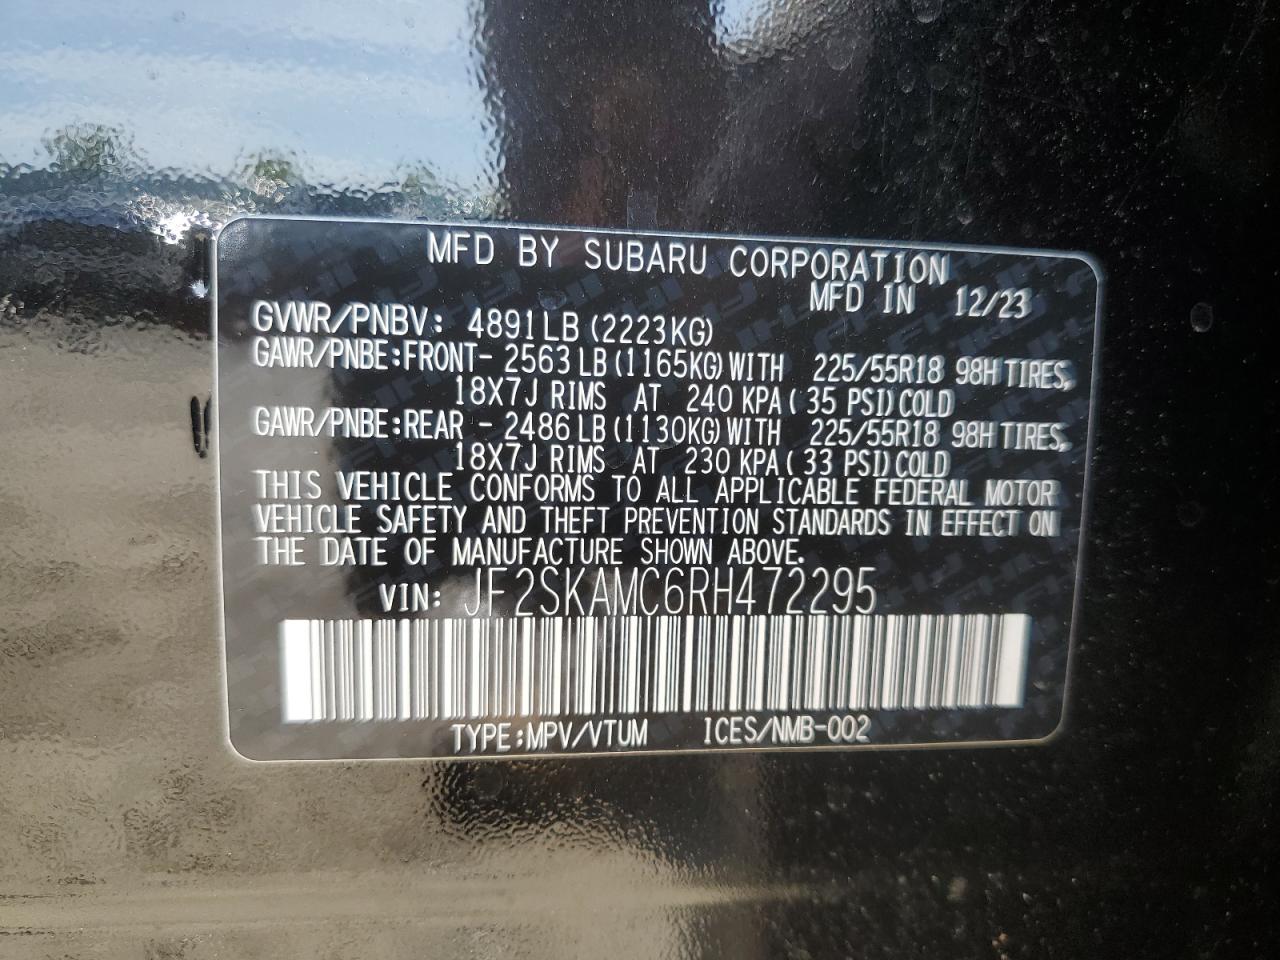 MFD BY SUBARU CORPORATION
MFD IN 12/23
GVWR/PNBV: 4891LB (2223KG)
GAWR/PNBE:FRONT- 2563LB(1165KG)WITH 225/55R18 98H TIRES,
18X7J RIMS AT 240 KPA( 35 PSI)COLD
GAWR/PNBE:REAR - 2486LB(1130KG)WITH 225/55R18 98H TIRES,
18X7J RIMS AT 230 KPA( 33 PSI)COLD
THIS VEHICLE CONFORMS TO ALL APPLICABLE FEDERAL MOTOR
VEHICLE SAFETY AND THEFT PREVENTION STANDARDS IN EFFECT ON
THE DATE OF MANUFACTURE SHOWN ABOVE.
VIN: JF2SKAMC6RH472295
TYPE:MPV/VTUM ICES/NMB-002